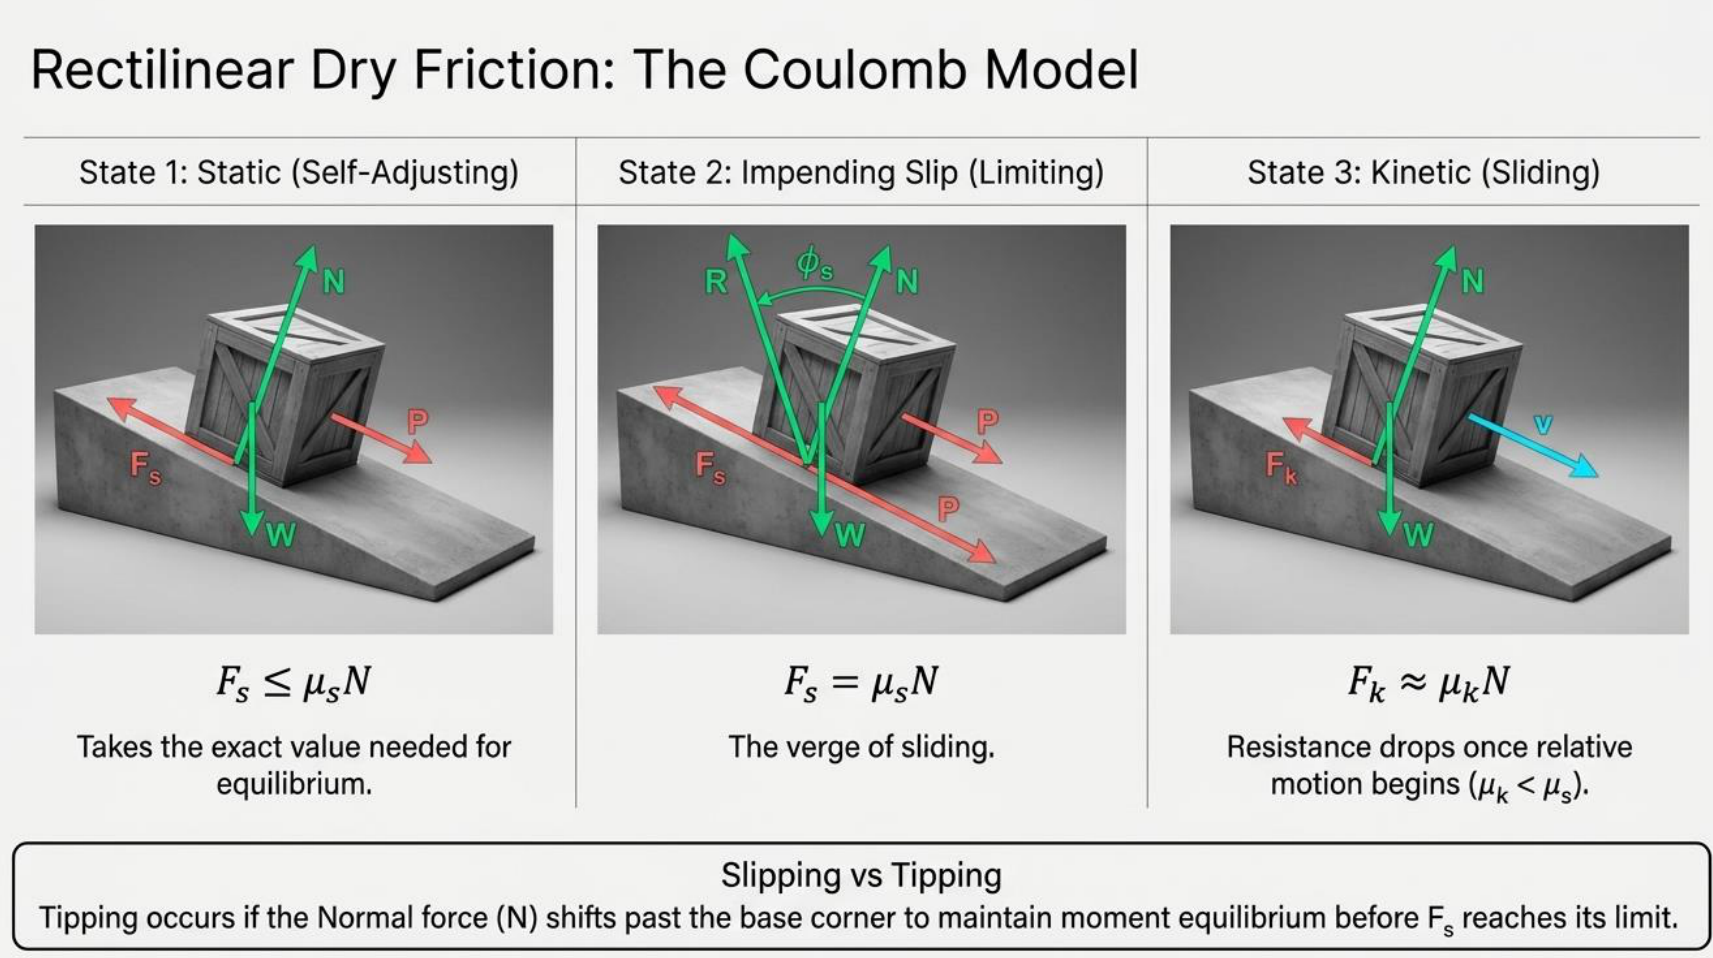 Rectilinear Dry Friction: The Coulomb Model
State 1: Static (Self-Adjusting)
State 2: Impending Slip (Limiting)
State 3: Kinetic (Sliding)
N
P
Fₛ
W
R
ϕₛ
N
P
Fₛ
P
W
N
v
Fₖ
W
Fₛ ≤ μₛN
Takes the exact value needed for
equilibrium.
Fₛ = μₛN
The verge of sliding.
Fₖ ≈ μₖN
Resistance drops once relative
motion begins (μₖ < μₛ).
Slipping vs Tipping
Tipping occurs if the Normal force (N) shifts past the base corner to maintain moment equilibrium before Fₛ reaches its limit.